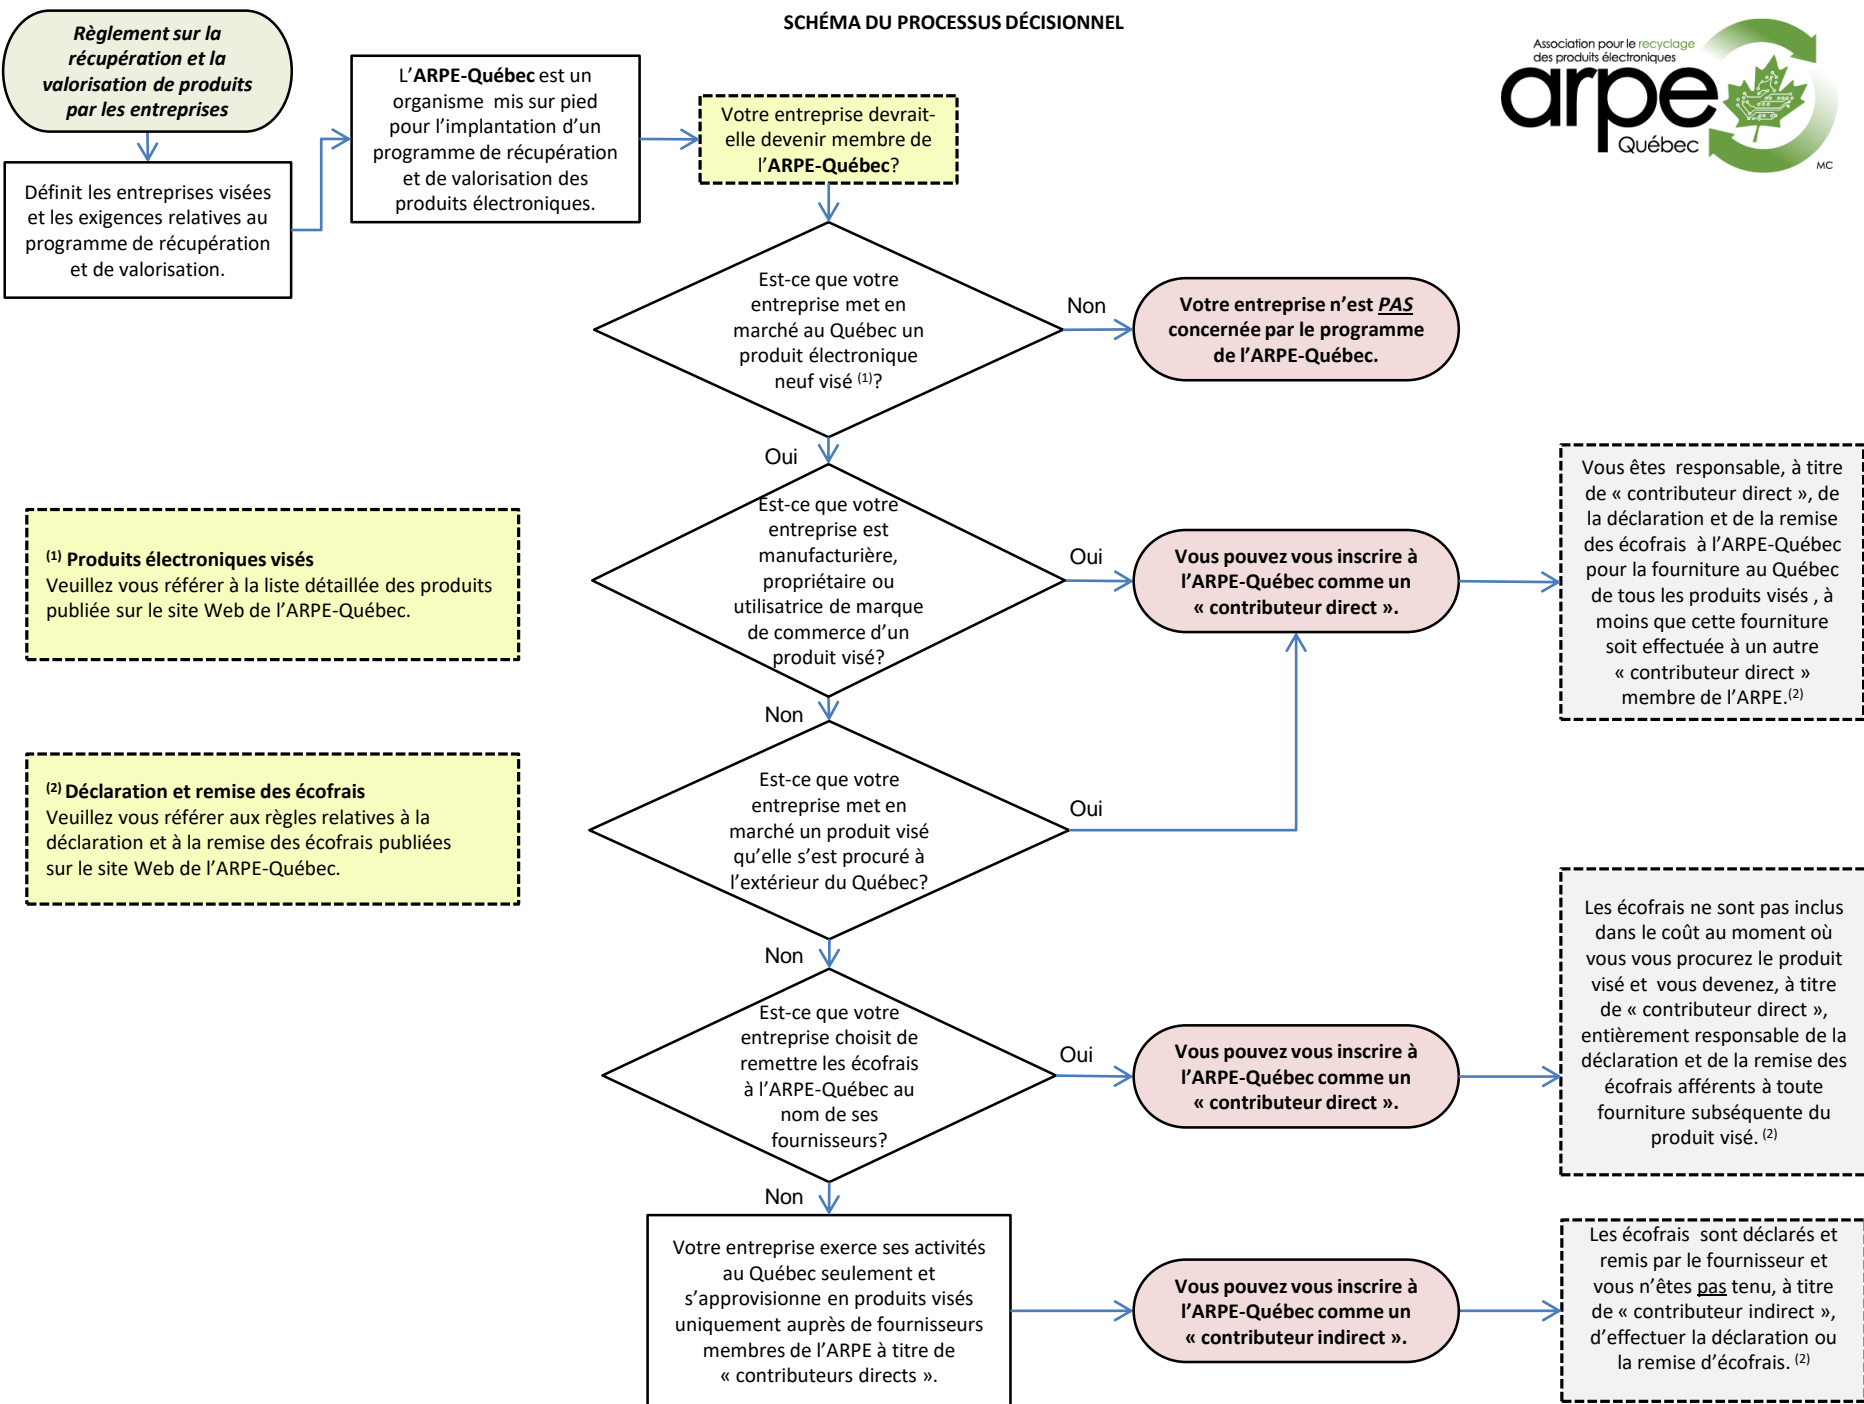 SCHÉMA DU PROCESSUS DÉCISIONNEL
Association pour le recyclage
des produits électroniques
arpe
Québec
MC
Règlement sur la
récupération et la
valorisation de produits
par les entreprises
Définit les entreprises visées
et les exigences relatives au
programme de récupération
et de valorisation.
L’ARPE-Québec est un
organisme mis sur pied
pour l’implantation d’un
programme de récupération
et de valorisation des
produits électroniques.
Votre entreprise devrait-
elle devenir membre de
l’ARPE-Québec?
Est-ce que votre
entreprise met en
marché au Québec un
produit électronique
neuf visé (1)?
Non
Votre entreprise n’est PAS
concernée par le programme
de l’ARPE-Québec.
Oui
Est-ce que votre
entreprise est
manufacturière,
propriétaire ou
utilisatrice de marque
de commerce d’un
produit visé?
Oui
Vous pouvez vous inscrire à
l’ARPE-Québec comme un
« contributeur direct ».
Vous êtes responsable, à titre
de « contributeur direct », de
la déclaration et de la remise
des écofrais à l’ARPE-Québec
pour la fourniture au Québec
de tous les produits visés , à
moins que cette fourniture
soit effectuée à un autre
« contributeur direct »
membre de l’ARPE.(2)
(1) Produits électroniques visés
Veuillez vous référer à la liste détaillée des produits
publiée sur le site Web de l’ARPE-Québec.
Non
Est-ce que votre
entreprise met en
marché un produit visé
qu’elle s’est procuré à
l’extérieur du Québec?
Oui
(2) Déclaration et remise des écofrais
Veuillez vous référer aux règles relatives à la
déclaration et à la remise des écofrais publiées
sur le site Web de l’ARPE-Québec.
Non
Est-ce que votre
entreprise choisit de
remettre les écofrais
à l’ARPE-Québec au
nom de ses
fournisseurs?
Oui
Vous pouvez vous inscrire à
l’ARPE-Québec comme un
« contributeur direct ».
Les écofrais ne sont pas inclus
dans le coût au moment où
vous vous procurez le produit
visé et vous devenez, à titre
de « contributeur direct »,
entièrement responsable de la
déclaration et de la remise des
écofrais afférents à toute
fourniture subséquente du
produit visé. (2)
Non
Votre entreprise exerce ses activités
au Québec seulement et
s’approvisionne en produits visés
uniquement auprès de fournisseurs
membres de l’ARPE à titre de
« contributeurs directs ».
Vous pouvez vous inscrire à
l’ARPE-Québec comme un
« contributeur indirect ».
Les écofrais sont déclarés et
remis par le fournisseur et
vous n’êtes pas tenu, à titre
de « contributeur indirect »,
d’effectuer la déclaration ou
la remise d’écofrais. (2)